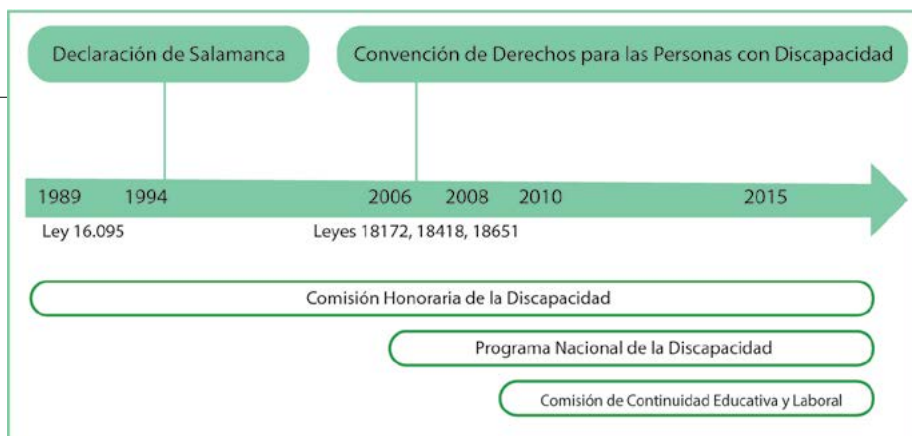 Declaración de Salamanca
Convención de Derechos para las Personas con Discapacidad
1989 1994 2006 2008 2010 2015
Ley 16.095 Leyes 18172, 18418, 18651
Comisión Honoraria de la Discapacidad
Programa Nacional de la Discapacidad
Comisión de Continuidad Educativa y Laboral